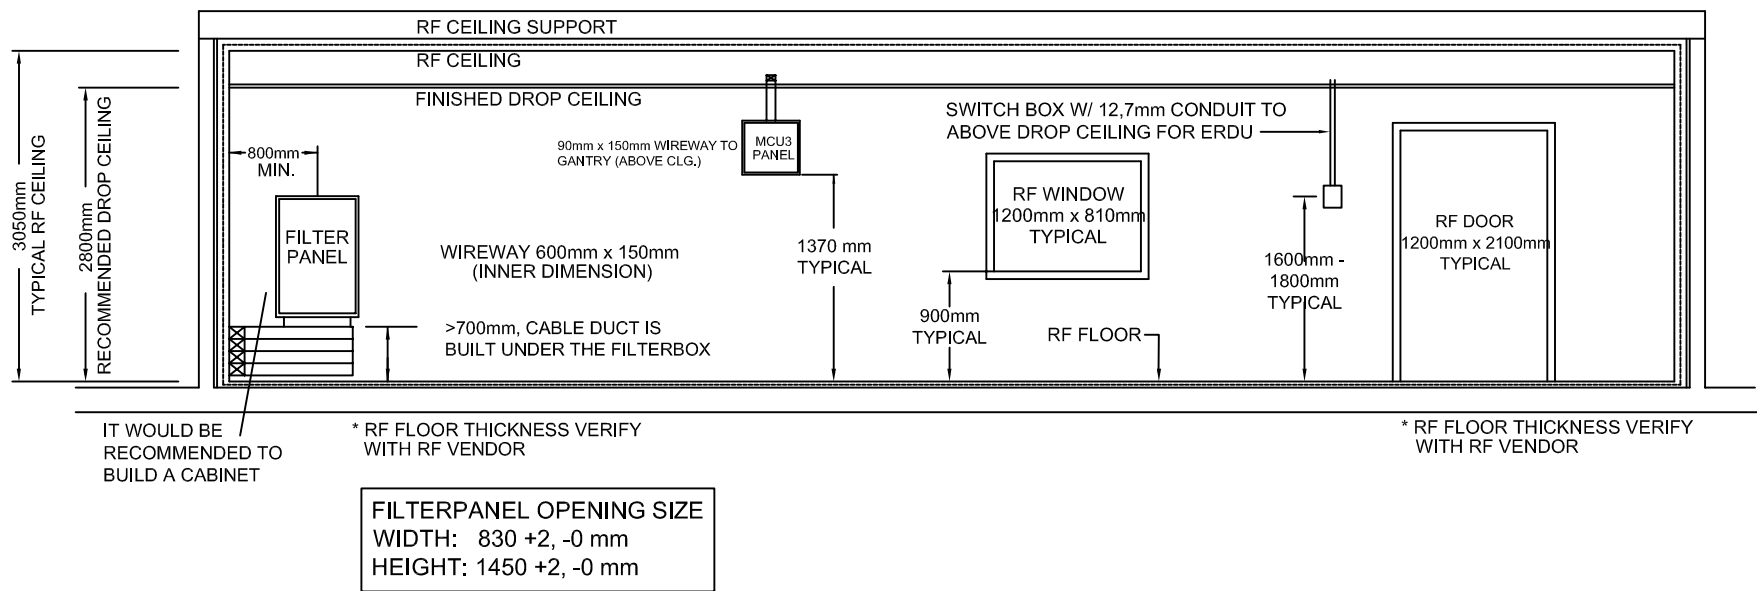 RF CEILING SUPPORT
RF CEILING
FINISHED DROP CEILING
3050mm
TYPICAL RF CEILING
2800mm
RECOMMENDED DROP CEILING
800mm
MIN.
FILTER
PANEL
90mm x 150mm WIREWAY TO
GANTRY (ABOVE CLG.)
MCU3
PANEL
SWITCH BOX W/ 12,7mm CONDUIT TO
ABOVE DROP CEILING FOR ERDU
WIREWAY 600mm x 150mm
(INNER DIMENSION)
1370 mm
TYPICAL
RF WINDOW
1200mm x 810mm
TYPICAL
1600mm -
1800mm
TYPICAL
RF DOOR
1200mm x 2100mm
TYPICAL
>700mm, CABLE DUCT IS
BUILT UNDER THE FILTERBOX
900mm
TYPICAL
RF FLOOR
IT WOULD BE
RECOMMENDED TO
BUILD A CABINET
* RF FLOOR THICKNESS VERIFY
WITH RF VENDOR
* RF FLOOR THICKNESS VERIFY
WITH RF VENDOR
FILTERPANEL OPENING SIZE
WIDTH: 830 +2, -0 mm
HEIGHT: 1450 +2, -0 mm